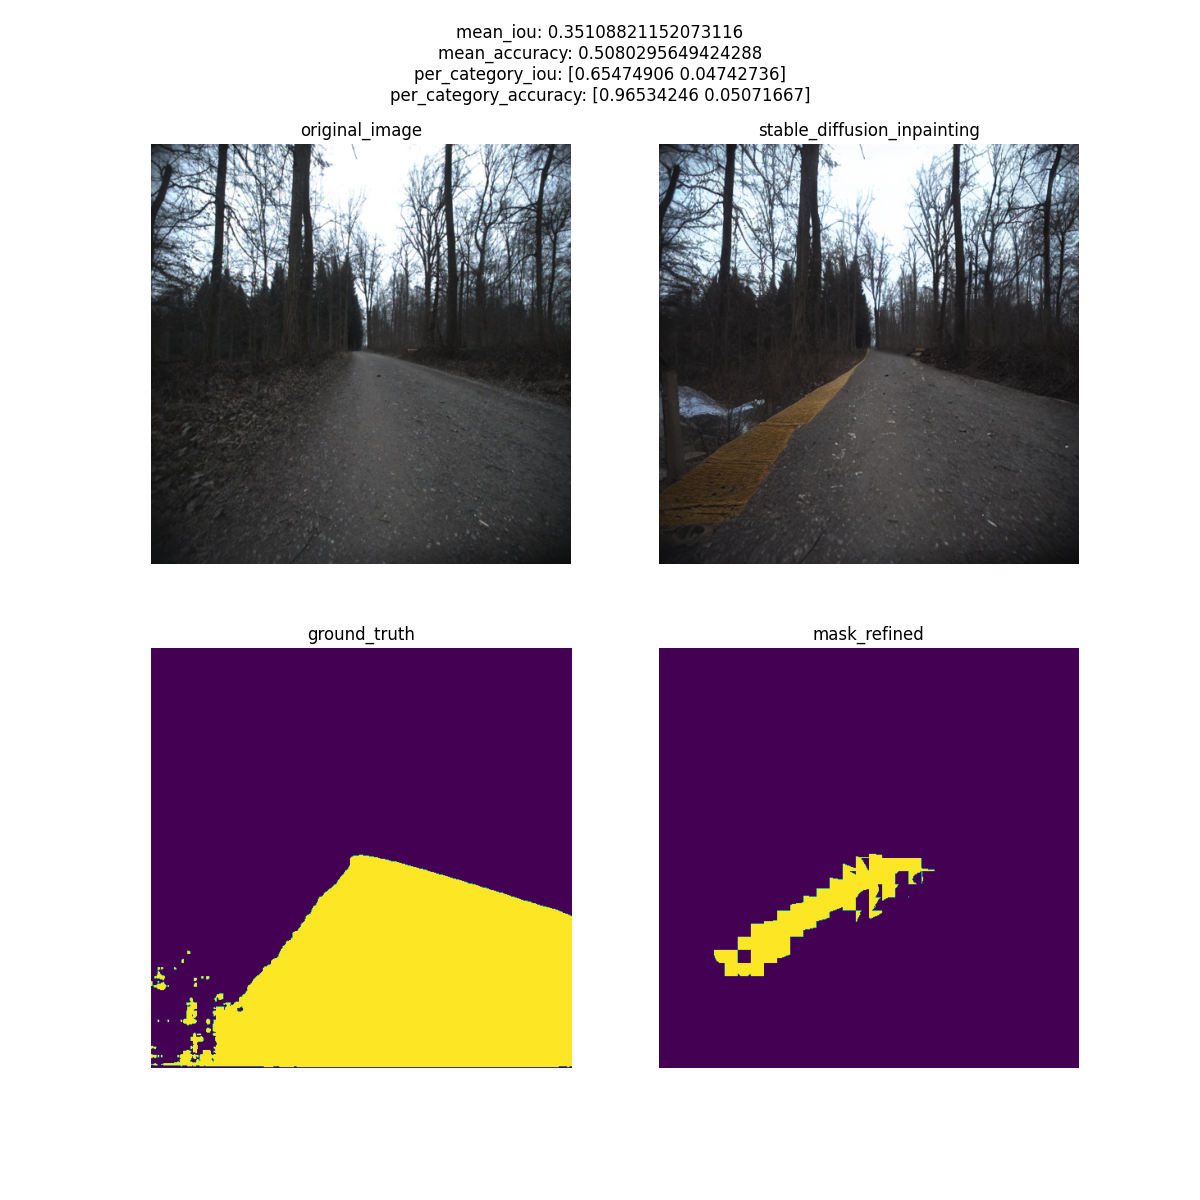 mean_iou: 0.35108821152073116
mean_accuracy: 0.5080295649424288
per_category_iou: [0.65474906 0.04742736]
per_category_accuracy: [0.96534246 0.05071667]
original_image
stable_diffusion_inpainting
ground_truth
mask_refined